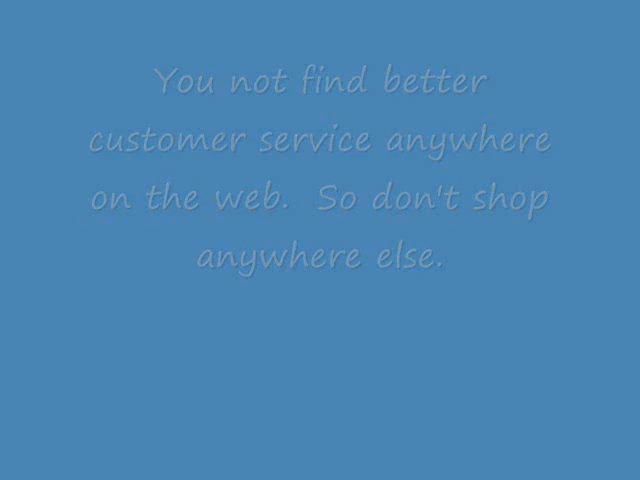 You not find better
customer service anywhere
on the web.  So don't shop
anywhere else.